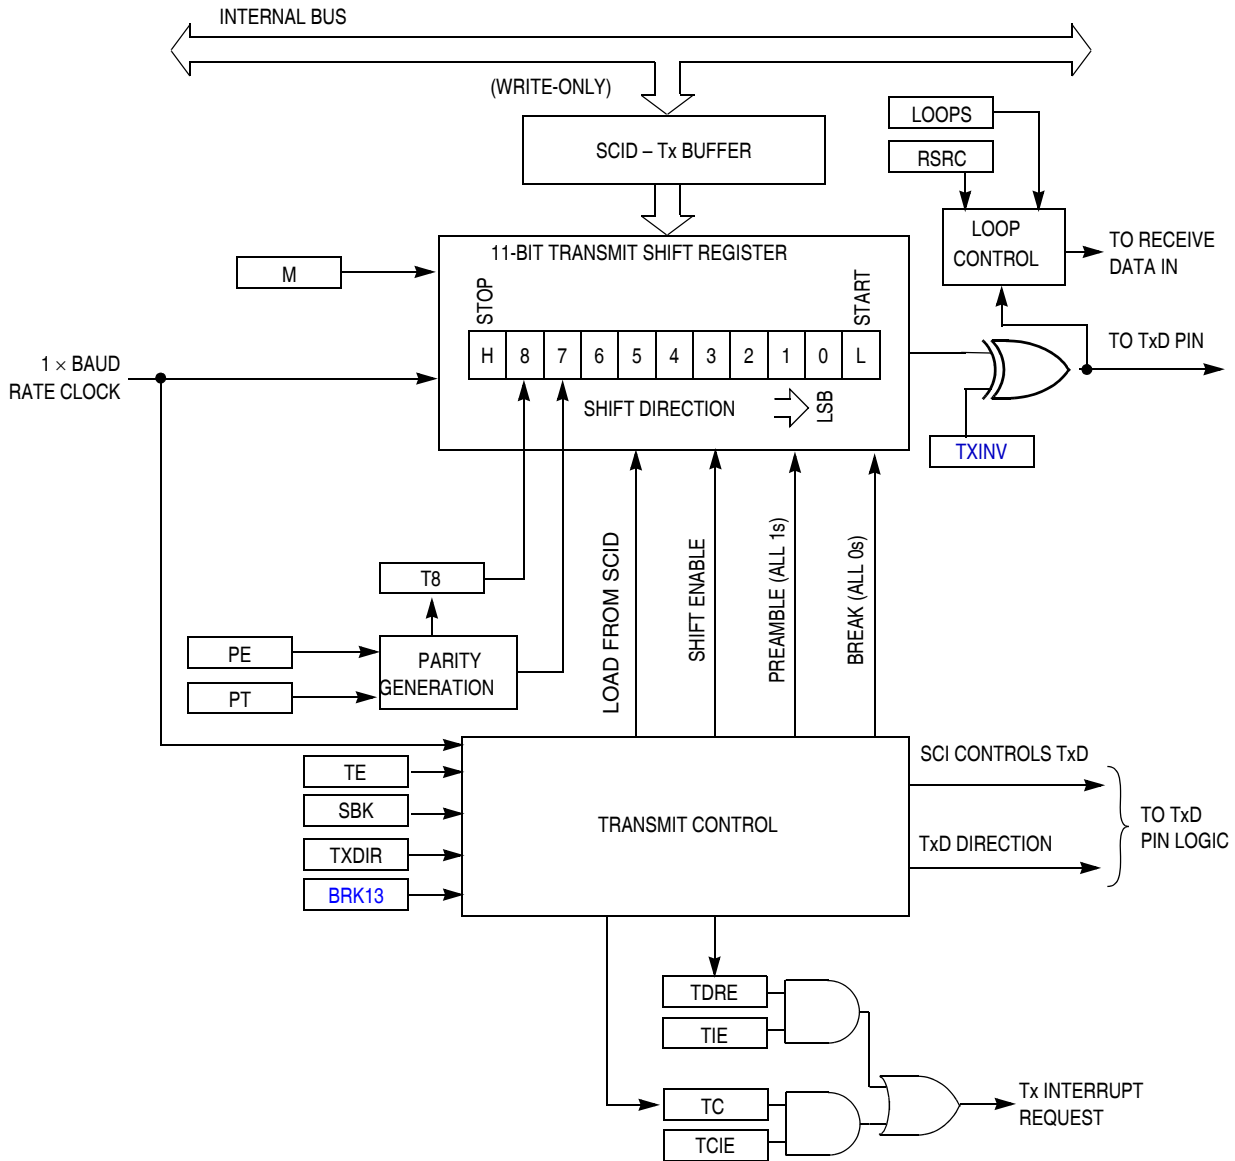 INTERNAL BUS
(WRITE-ONLY)
SCID – Tx BUFFER
LOOPS
RSRC
LOOP
CONTROL
TO RECEIVE
DATA IN
11-BIT TRANSMIT SHIFT REGISTER
M
STOP
START
H 8 7 6 5 4 3 2 1 0 L
1 × BAUD
RATE CLOCK
SHIFT DIRECTION
LSB
TO TxD PIN
TXINV
LOAD FROM SCID
SHIFT ENABLE
PREAMBLE (ALL 1s)
BREAK (ALL 0s)
T8
PE
PT
PARITY
GENERATION
TE
SBK
TXDIR
BRK13
TRANSMIT CONTROL
SCI CONTROLS TxD
TxD DIRECTION
TO TxD
PIN LOGIC
TDRE
TIE
TC
TCIE
Tx INTERRUPT
REQUEST